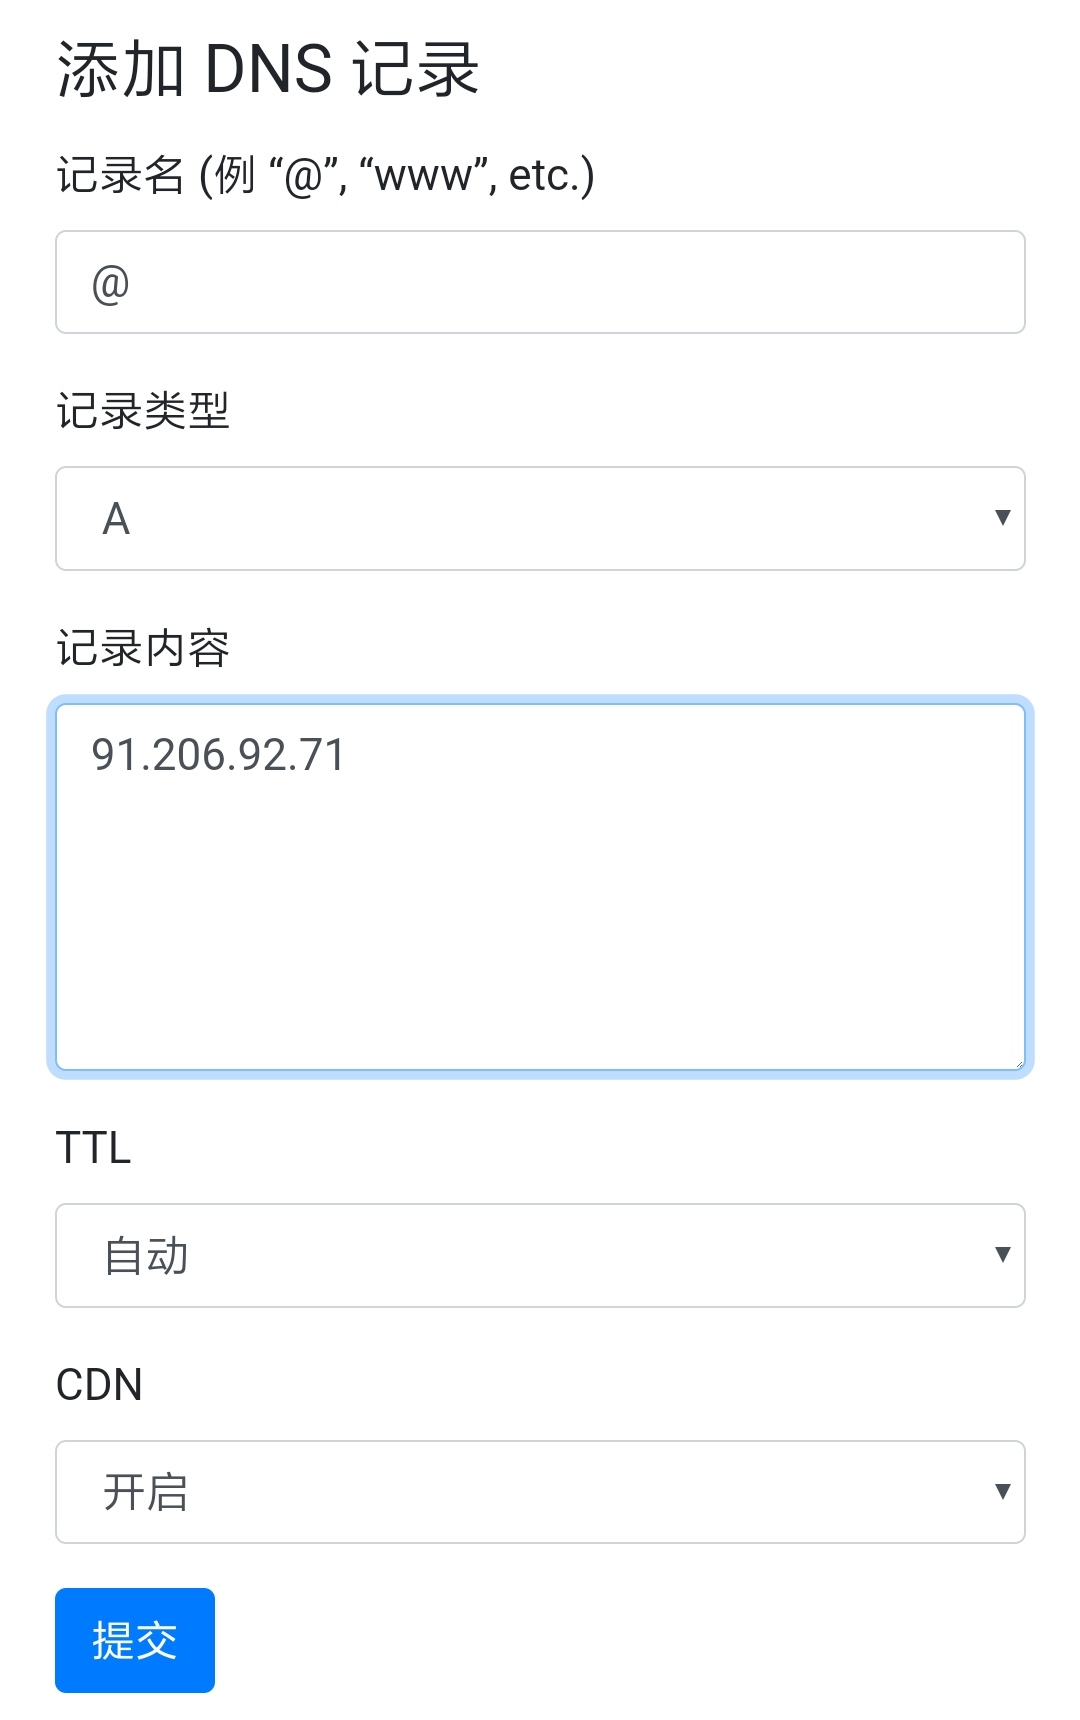 添加 DNS 记录
记录名 (例 “@”, “www”, etc.)
@
记录类型
A
记录内容
91.206.92.71
TTL
自动
CDN
开启
提交